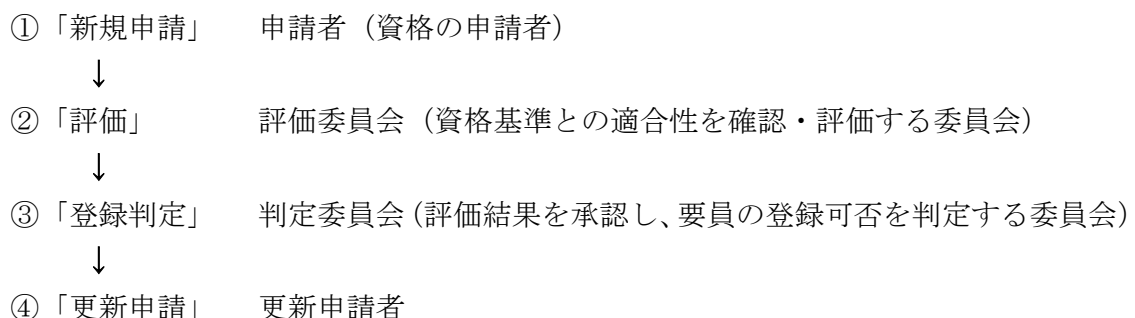 ①「新規申請」 申請者（資格の申請者）
↓
②「評価」 評価委員会（資格基準との適合性を確認・評価する委員会）
↓
③「登録判定」 判定委員会（評価結果を承認し、要員の登録可否を判定する委員会）
↓
④「更新申請」 更新申請者